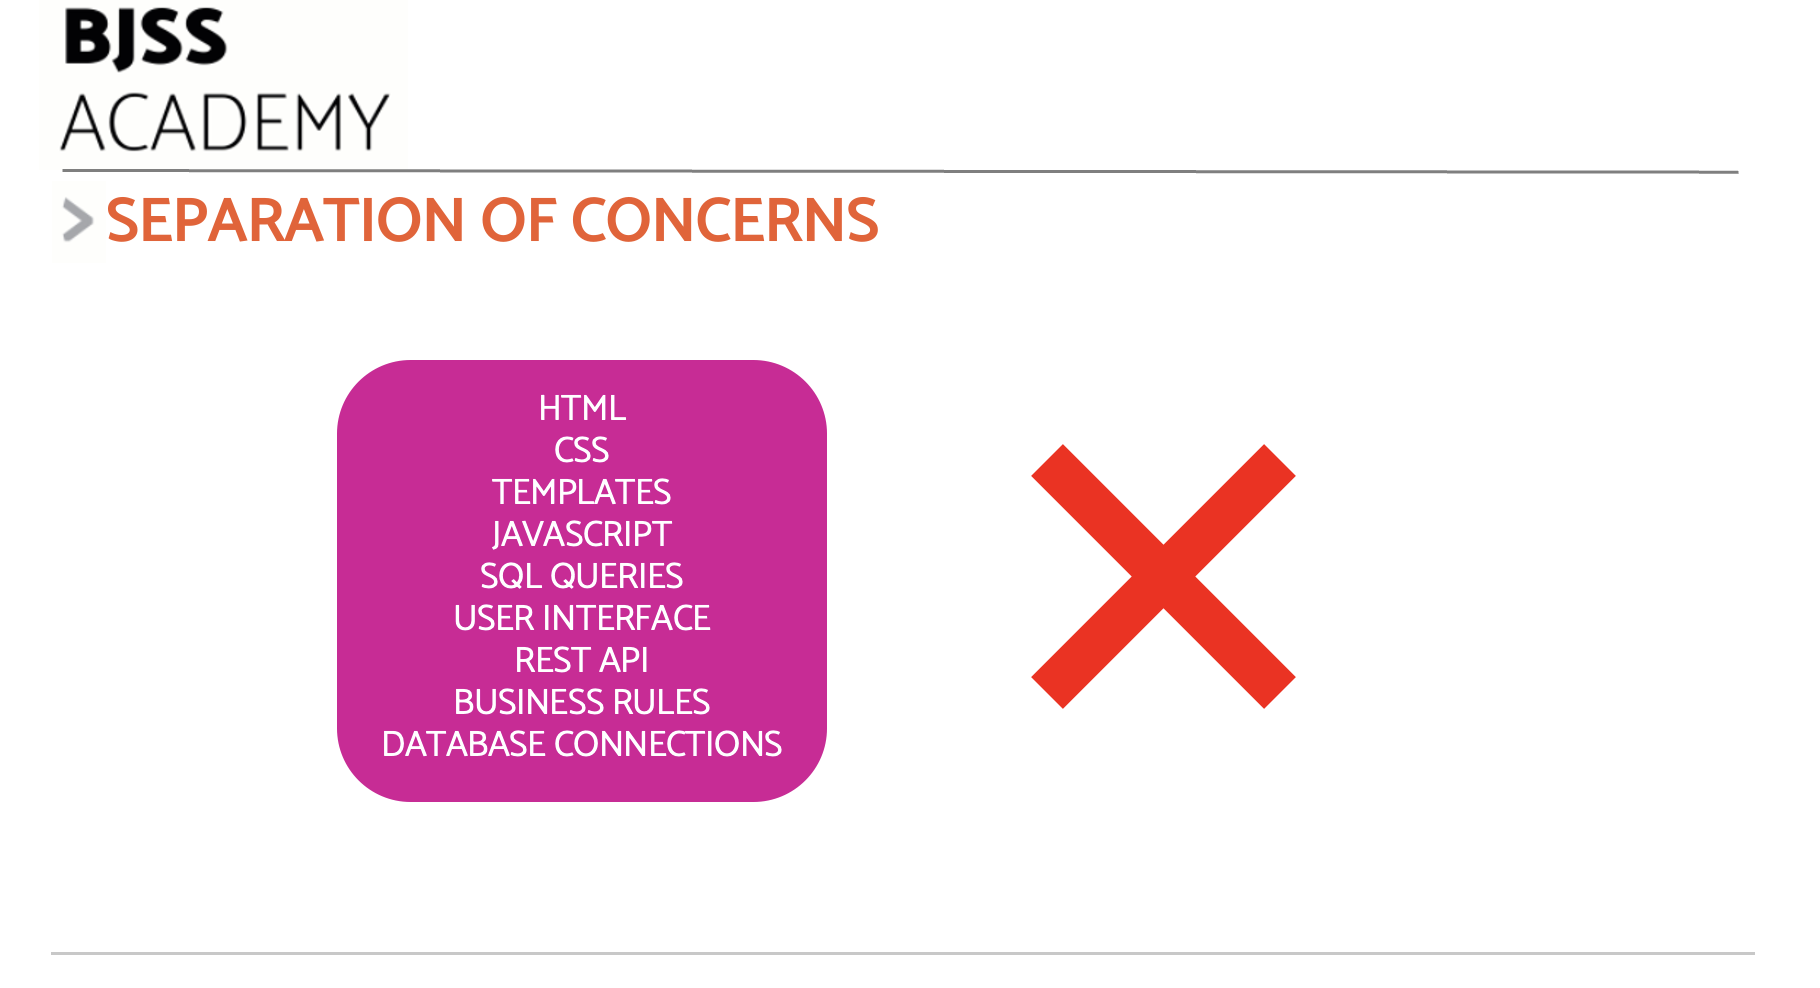 BJSS
ACADEMY
SEPARATION OF CONCERNS
HTML
CSS
TEMPLATES
JAVASCRIPT
SQL QUERIES
USER INTERFACE
REST API
BUSINESS RULES
DATABASE CONNECTIONS